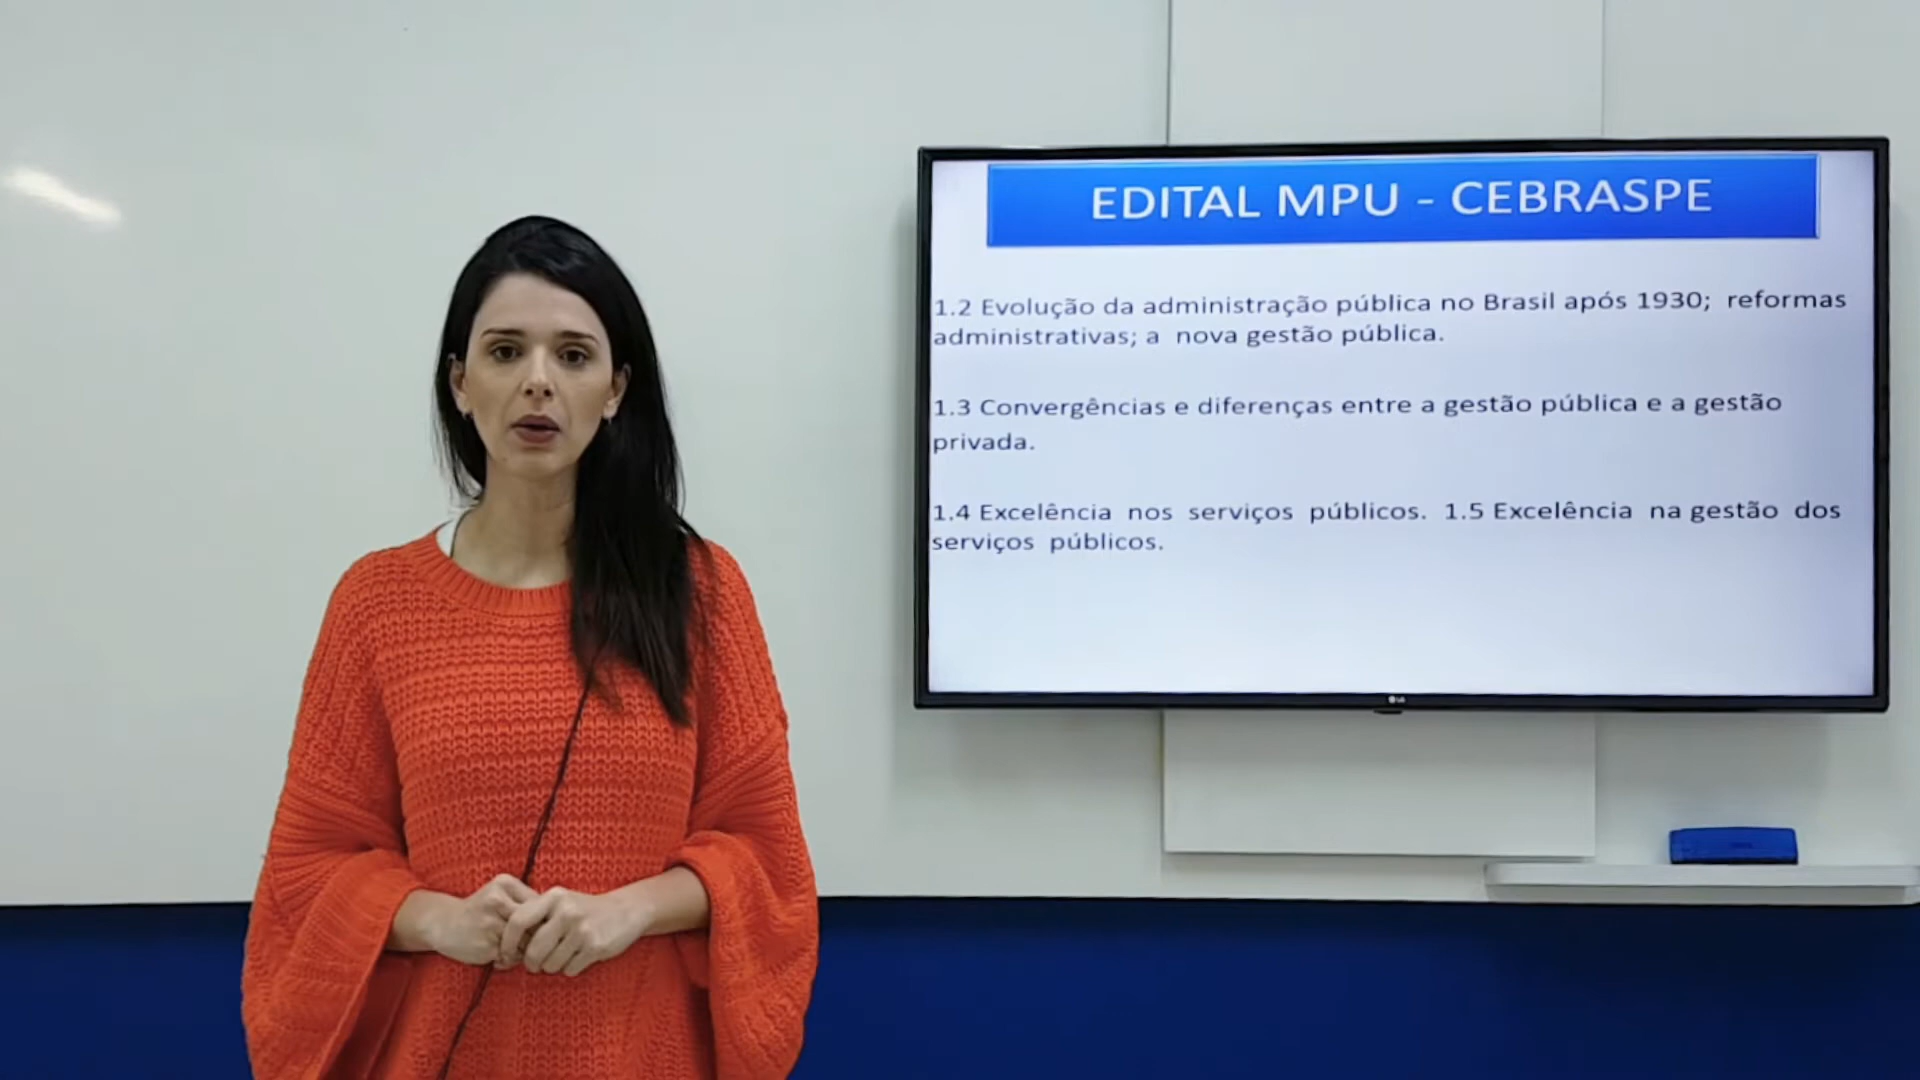 EDITAL MPU - CEBRASPE
1.2 Evolução da administração pública no Brasil após 1930; reformas
administrativas; a nova gestão pública.
1.3 Convergências e diferenças entre a gestão pública e a gestão
privada.
1.4 Excelência nos serviços públicos. 1.5 Excelência na gestão dos
serviços públicos.
LG